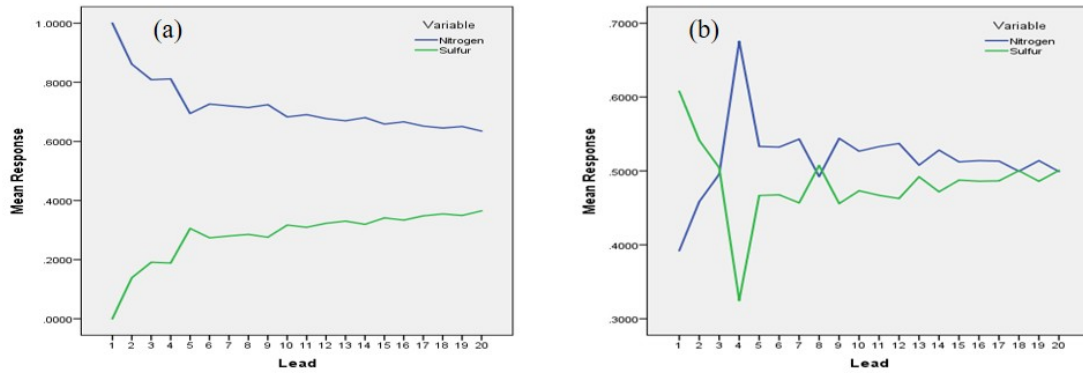 (a)
Variable
Nitrogen
Sulfur
Mean Response
1.0000
.8000
.6000
.4000
.2000
.0000
1 2 3 4 5 6 7 8 9 10 11 12 13 14 15 16 17 18 19 20
Lead
(b)
Variable
Nitrogen
Sulfur
Mean Response
.7000
.6000
.5000
.4000
.3000
1 2 3 4 5 6 7 8 9 10 11 12 13 14 15 16 17 18 19 20
Lead